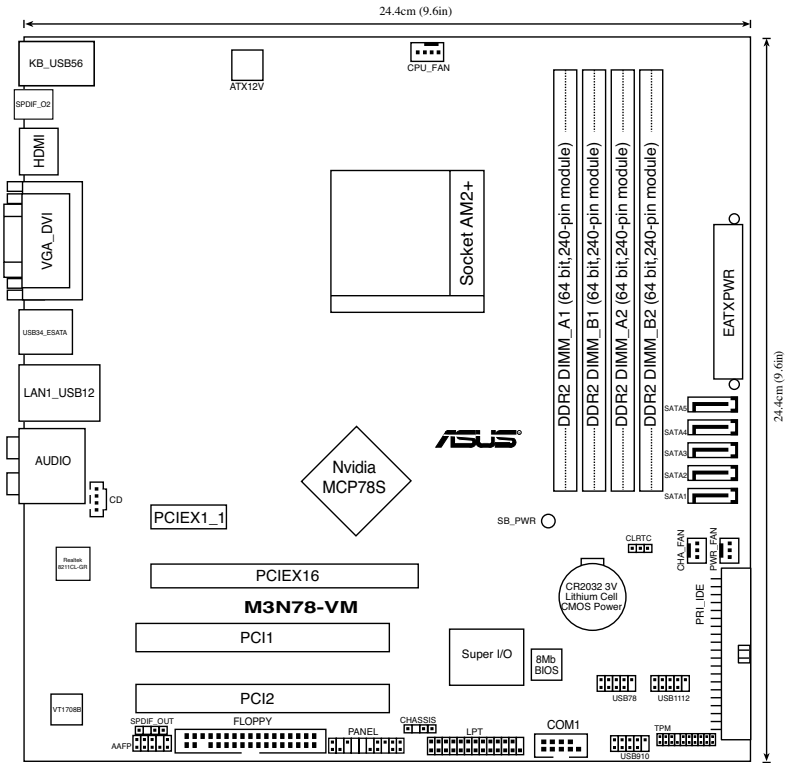 24.4cm (9.6in)
KB_USB56
CPU_FAN
ATX12V
SPDIF_O2
HDMI
VGA_DVI
Socket AM2+
DDR2 DIMM_A1 (64 bit,240-pin module)
DDR2 DIMM_B1 (64 bit,240-pin module)
DDR2 DIMM_A2 (64 bit,240-pin module)
DDR2 DIMM_B2 (64 bit,240-pin module)
EATXPWR
24.4cm (9.6in)
USB34_ESATA
LAN1_USB12
SATA5
SATA4
SATA3
SATA2
SATA1
ASUS
AUDIO
CD
Nvidia
MCP78S
PCIEX1_1
SB_PWR
CLRTC
CHA_FAN
PWR_FAN
Realtek
8211CL-GR
PCIEX16
CR2032 3V
Lithium Cell
CMOS Power
PRI_IDE
M3N78-VM
PCI1
Super I/O
8Mb
BIOS
PCI2
USB78
USB1112
VT1708B
SPDIF_OUT
FLOPPY
CHASSIS
PANEL
LPT
COM1
TPM
AAFP
USB910